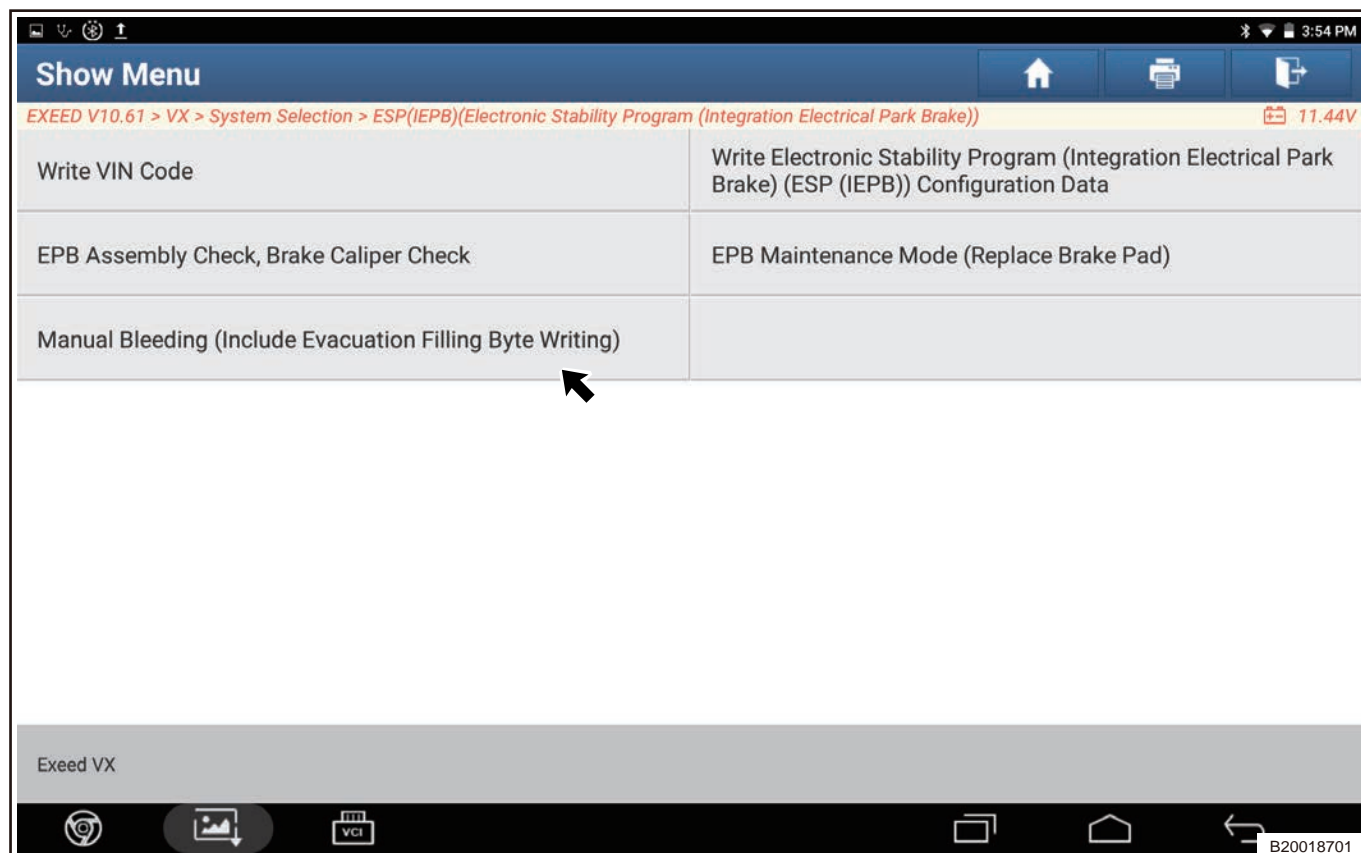 3:54 PM
Show Menu
EXEED V10.61 > VX > System Selection > ESP(IEPB)(Electronic Stability Program (Integration Electrical Park Brake))
11.44V
Write VIN Code
Write Electronic Stability Program (Integration Electrical Park
Brake) (ESP (IEPB)) Configuration Data
EPB Assembly Check, Brake Caliper Check
EPB Maintenance Mode (Replace Brake Pad)
Manual Bleeding (Include Evacuation Filling Byte Writing)
Exeed VX
VCI
B20018701